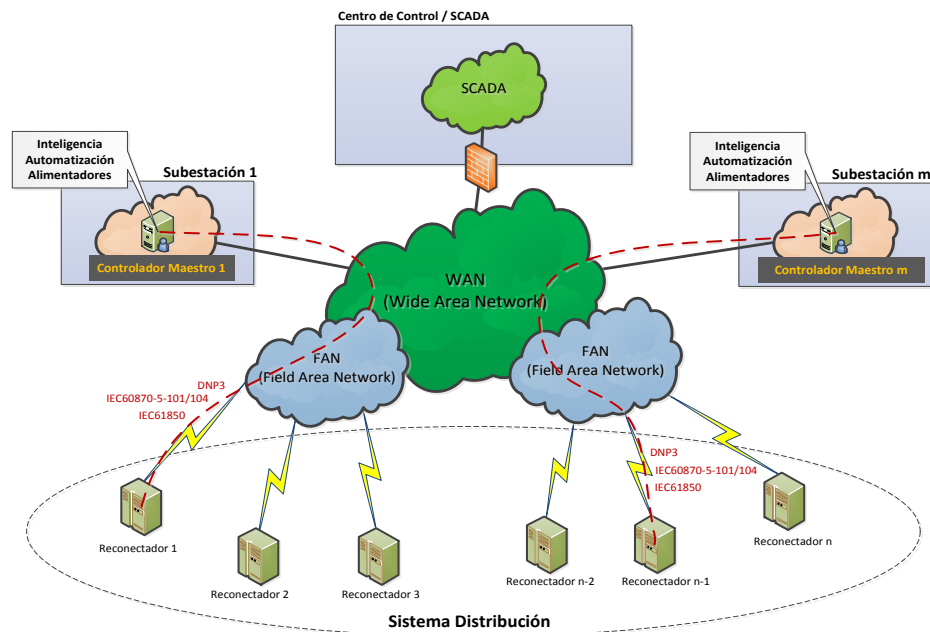 Centro de Control / SCADA
SCADA
Inteligencia
Automatización
Alimentadores
Subestación 1
Controlador Maestro 1
Inteligencia
Automatización
Alimentadores
Subestación m
Controlador Maestro m
WAN
(Wide Area Network)
FAN
(Field Area Network)
FAN
(Field Area Network)
DNP3
IEC60870-5-101/104
IEC61850
DNP3
IEC60870-5-101/104
IEC61850
Reconectador 1
Reconectador 2
Reconectador 3
Reconectador n-2
Reconectador n-1
Reconectador n
Sistema Distribución